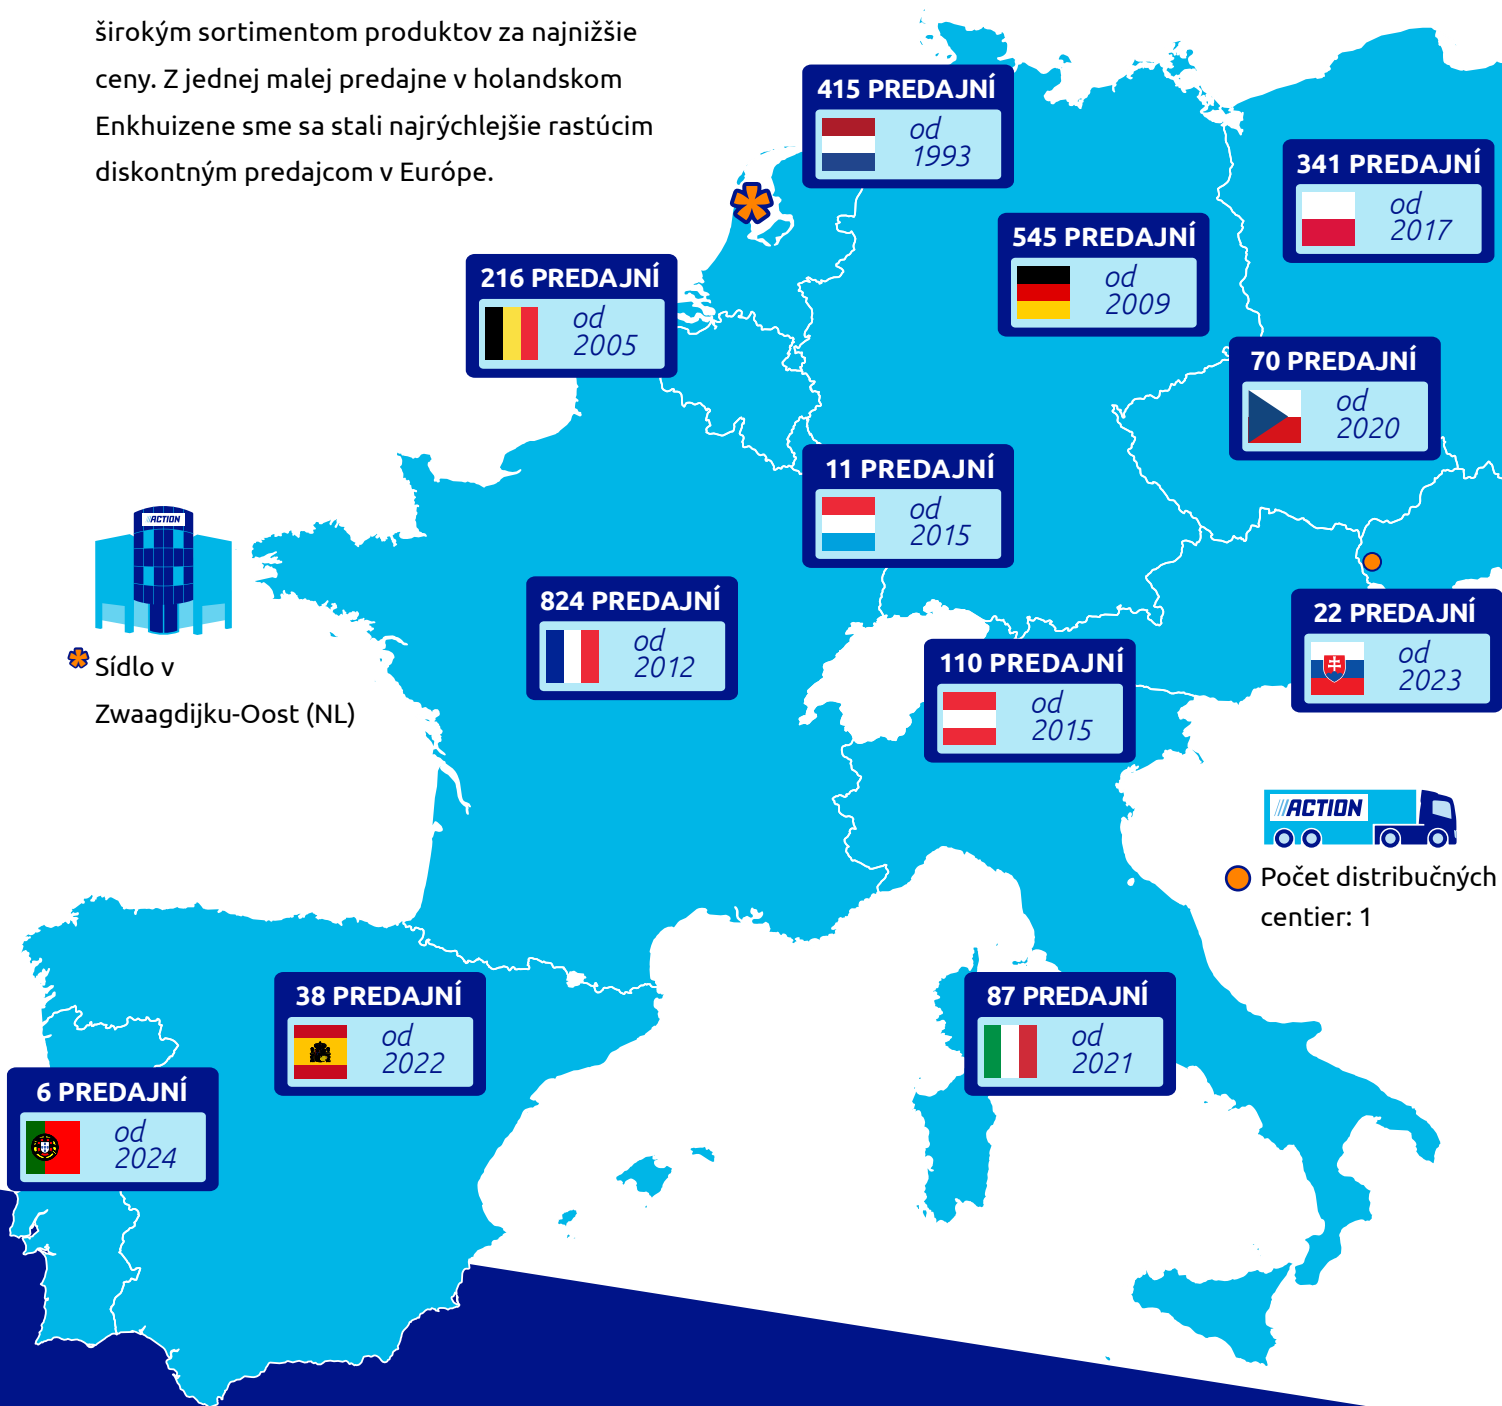 širokým sortimentom produktov za najnižšie
ceny. Z jednej malej predajne v holandskom
Enkhuizene sme sa stali najrýchlejšie rastúcim
diskontným predajcom v Európe.
415 PREDAJNÍ
od
1993
341 PREDAJNÍ
od
2017
545 PREDAJNÍ
od
2009
216 PREDAJNÍ
od
2005
70 PREDAJNÍ
od
2020
11 PREDAJNÍ
od
2015
ACTION
Sídlo v
Zwaagdijku-Oost (NL)
824 PREDAJNÍ
od
2012
22 PREDAJNÍ
od
2023
110 PREDAJNÍ
od
2015
ACTION
Počet distribučných
centier: 1
38 PREDAJNÍ
od
2022
87 PREDAJNÍ
od
2021
6 PREDAJNÍ
od
2024